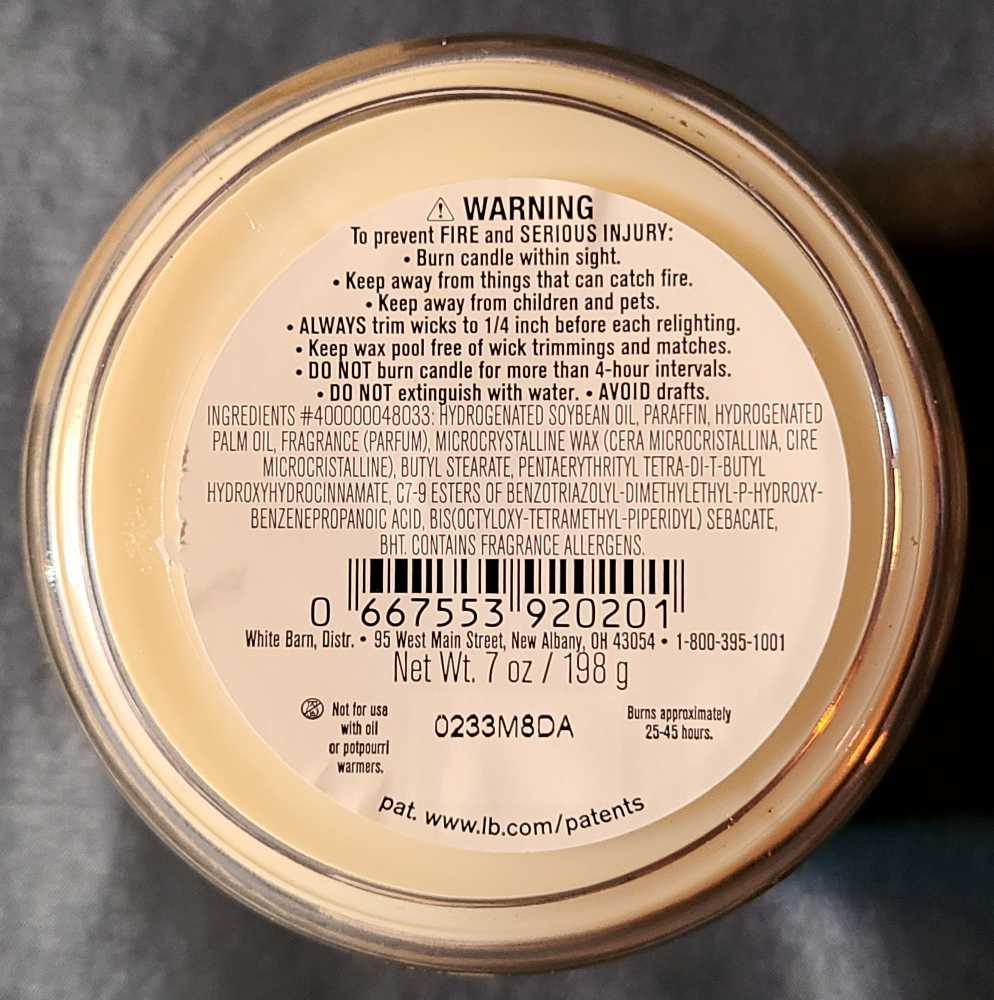 ⚠ WARNING
To prevent FIRE and SERIOUS INJURY:
• Burn candle within sight.
• Keep away from things that can catch fire.
• Keep away from children and pets.
• ALWAYS trim wicks to 1/4 inch before each relighting.
• Keep wax pool free of wick trimmings and matches.
• DO NOT burn candle for more than 4-hour intervals.
• DO NOT extinguish with water. • AVOID drafts.
INGREDIENTS #400000048033: HYDROGENATED SOYBEAN OIL, PARAFFIN, HYDROGENATED
PALM OIL, FRAGRANCE (PARFUM), MICROCRYSTALLINE WAX (CERA MICROCRISTALLINA, CIRE
MICROCRISTALLINE), BUTYL STEARATE, PENTAERYTHRITYL TETRA-DI-T-BUTYL
HYDROXYHYDROCINNAMATE, C7-9 ESTERS OF BENZOTRIAZOLYL-DIMETHYLETHYL-P-HYDROXY-
BENZENEPROPANOIC ACID, BIS(OCTYLOXY-TETRAMETHYL-PIPERIDYL) SEBACATE,
BHT. CONTAINS FRAGRANCE ALLERGENS.
0 667553 920201
White Barn, Distr. • 95 West Main Street, New Albany, OH 43054 • 1-800-395-1001
Net Wt. 7 oz / 198 g
Not for use
with oil
or potpourri
warmers.
0233M8DA
Burns approximately
25-45 hours.
pat. www.lb.com/patents